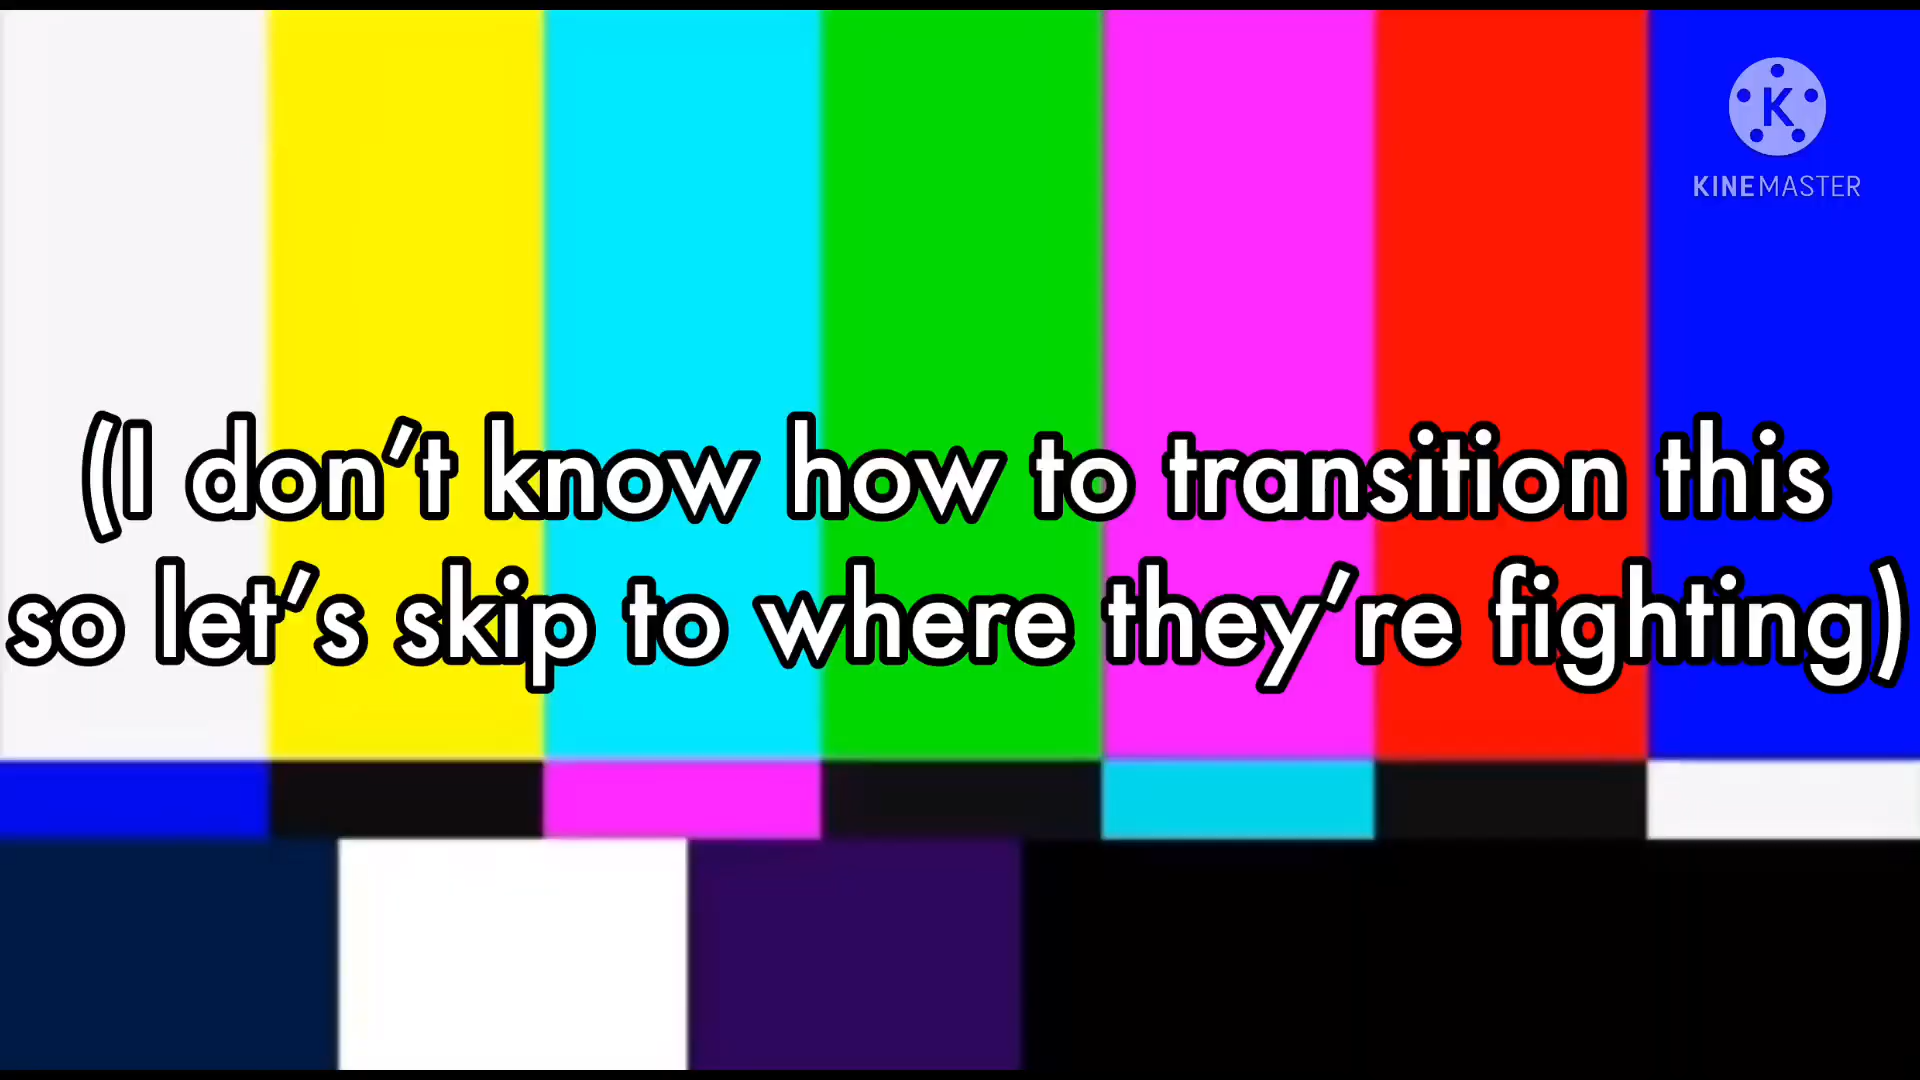 K
KINEMASTER
(I don't know how to transition this
so let's skip to where they're fighting)